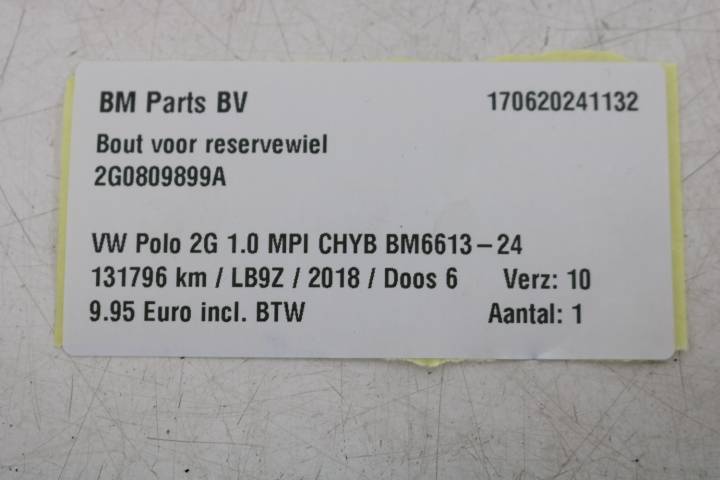 BM Parts BV 170620241132
Bout voor reservewiel
2G0809899A
VW Polo 2G 1.0 MPI CHYB BM6613-24
131796 km / LB9Z / 2018 / Doos 6 Verz: 10
9.95 Euro incl. BTW Aantal: 1